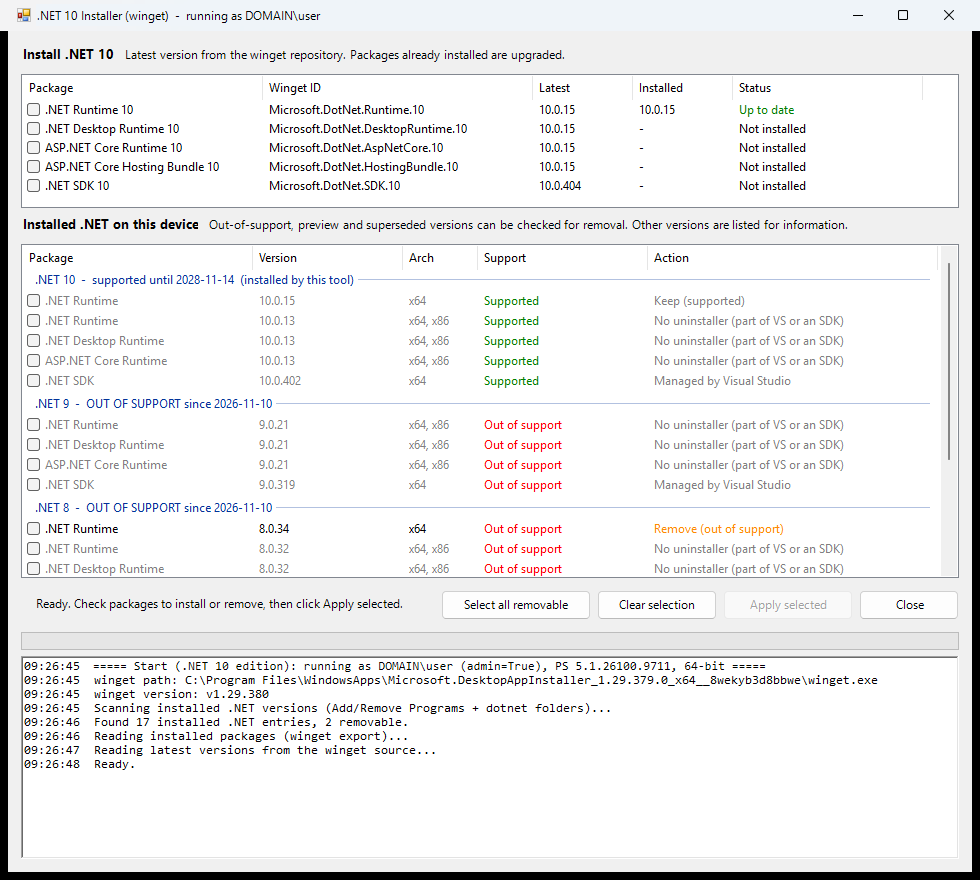 .NET 10 Installer (winget)  -  running as DOMAIN\user
Install .NET 10   Latest version from the winget repository. Packages already installed are upgraded.
Package   Winget ID   Latest   Installed   Status
.NET Runtime 10   Microsoft.DotNet.Runtime.10   10.0.15   10.0.15   Up to date
.NET Desktop Runtime 10   Microsoft.DotNet.DesktopRuntime.10   10.0.15   -   Not installed
ASP.NET Core Runtime 10   Microsoft.DotNet.AspNetCore.10   10.0.15   -   Not installed
ASP.NET Core Hosting Bundle 10   Microsoft.DotNet.HostingBundle.10   10.0.15   -   Not installed
.NET SDK 10   Microsoft.DotNet.SDK.10   10.0.404   -   Not installed
Installed .NET on this device   Out-of-support, preview and superseded versions can be checked for removal. Other versions are listed for information.
Package   Version   Arch   Support   Action
.NET 10  -  supported until 2028-11-14  (installed by this tool)
.NET Runtime   10.0.15   x64   Supported   Keep (supported)
.NET Runtime   10.0.13   x64, x86   Supported   No uninstaller (part of VS or an SDK)
.NET Desktop Runtime   10.0.13   x64, x86   Supported   No uninstaller (part of VS or an SDK)
ASP.NET Core Runtime   10.0.13   x64, x86   Supported   No uninstaller (part of VS or an SDK)
.NET SDK   10.0.402   x64   Supported   Managed by Visual Studio
.NET 9  -  OUT OF SUPPORT since 2026-11-10
.NET Runtime   9.0.21   x64, x86   Out of support   No uninstaller (part of VS or an SDK)
.NET Desktop Runtime   9.0.21   x64, x86   Out of support   No uninstaller (part of VS or an SDK)
ASP.NET Core Runtime   9.0.21   x64, x86   Out of support   No uninstaller (part of VS or an SDK)
.NET SDK   9.0.319   x64   Out of support   Managed by Visual Studio
.NET 8  -  OUT OF SUPPORT since 2026-11-10
.NET Runtime   8.0.34   x64   Out of support   Remove (out of support)
.NET Runtime   8.0.32   x64, x86   Out of support   No uninstaller (part of VS or an SDK)
.NET Desktop Runtime   8.0.32   x64, x86   Out of support   No uninstaller (part of VS or an SDK)
Ready. Check packages to install or remove, then click Apply selected.   Select all removable   Clear selection   Apply selected   Close
09:26:45  ===== Start (.NET 10 edition): running as DOMAIN\user (admin=True), PS 5.1.26100.9711, 64-bit =====
09:26:45  winget path: C:\Program Files\WindowsApps\Microsoft.DesktopAppInstaller_1.29.379.0_x64__8wekyb3d8bbwe\winget.exe
09:26:45  winget version: v1.29.380
09:26:45  Scanning installed .NET versions (Add/Remove Programs + dotnet folders)...
09:26:46  Found 17 installed .NET entries, 2 removable.
09:26:46  Reading installed packages (winget export)...
09:26:47  Reading latest versions from the winget source...
09:26:48  Ready.